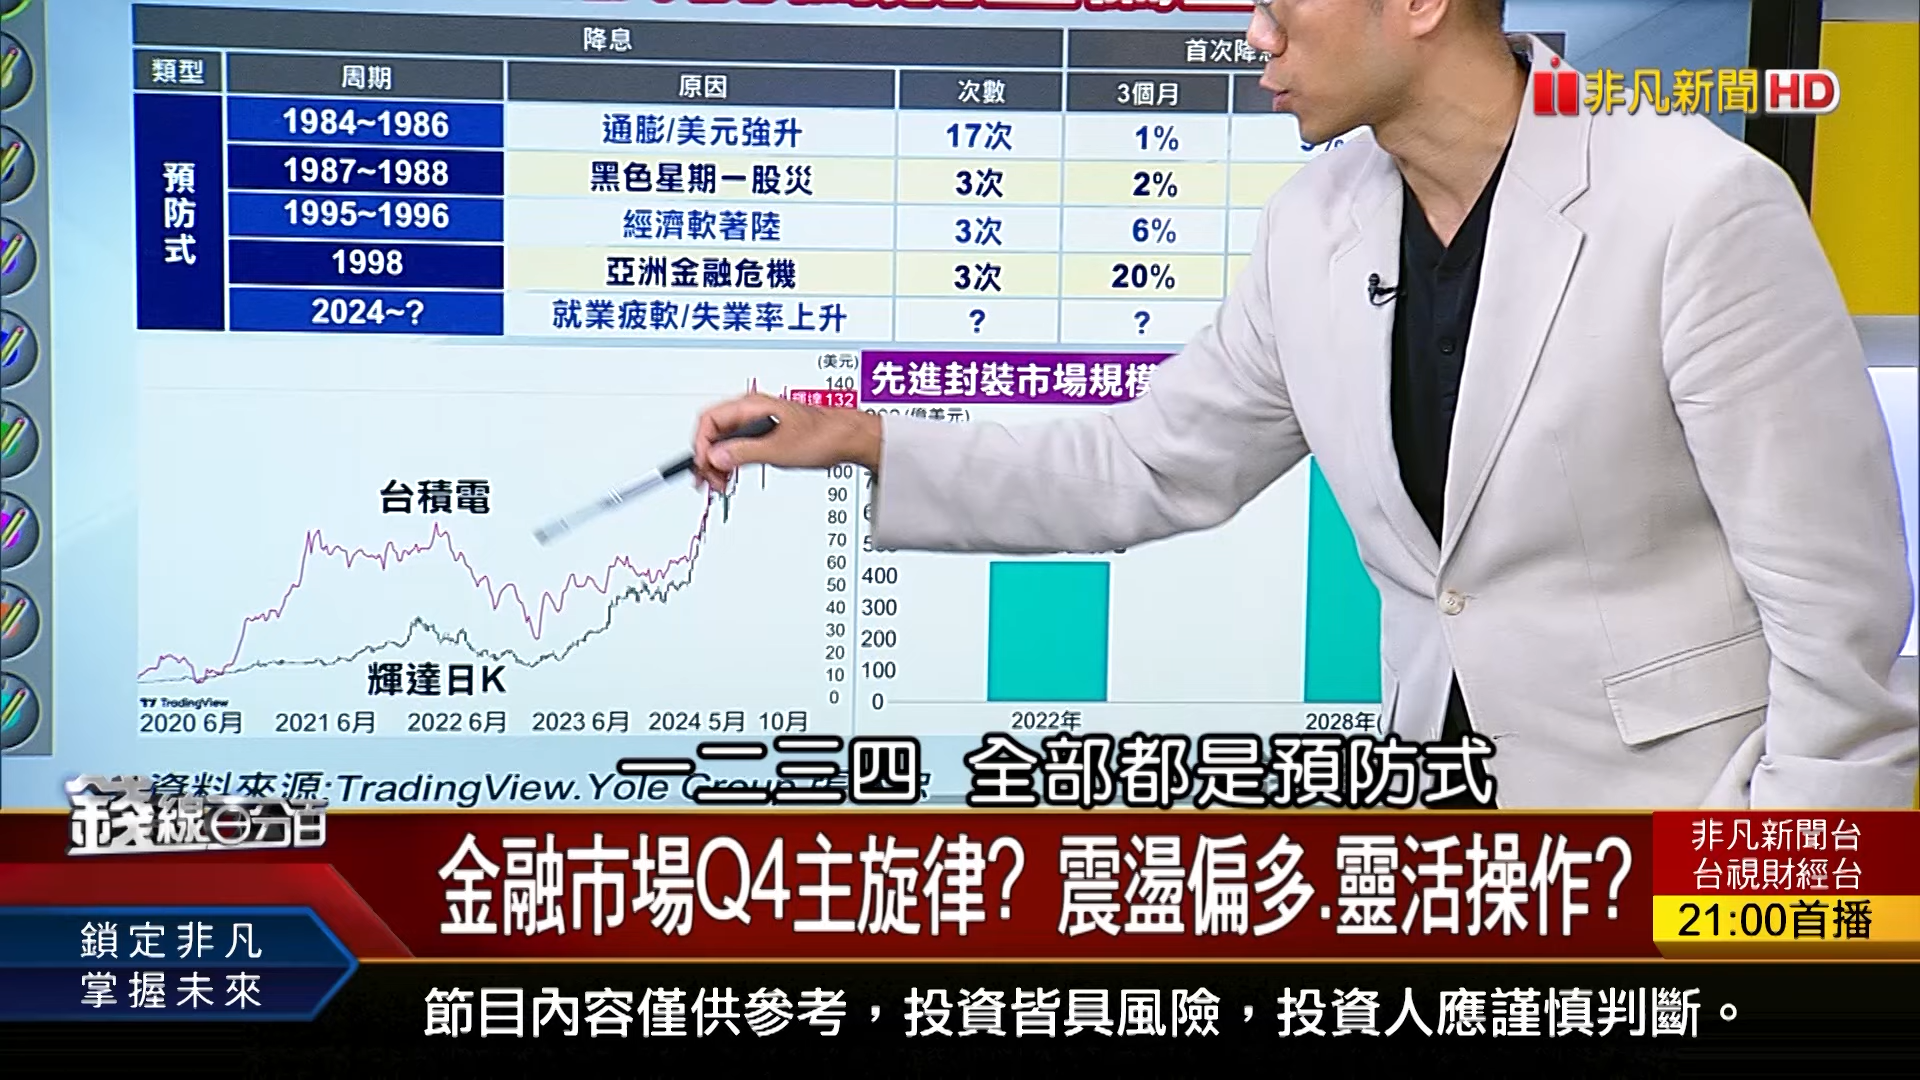 降息
首次降息
類型 周期 原因 次數 3個月
預防式
1984~1986 通膨/美元強升 17次 1%
1987~1988 黑色星期一股災 3次 2%
1995~1996 經濟軟著陸 3次 6%
1998 亞洲金融危機 3次 20%
2024~? 就業疲軟/失業率上升 ? ?
非凡新聞HD
(美元)
140
輝達 132
100
90
80
70
60
50
40
30
20
10
0
台積電
輝達日K
TradingView
2020 6月 2021 6月 2022 6月 2023 6月 2024 5月 10月
先進封裝市場規模
(億美元)
400
300
200
100
0
2022年 2028年(
資料來源:TradingView.Yole Group
一二三四 全部都是預防式
錢線百分百
金融市場Q4主旋律? 震盪偏多.靈活操作?
非凡新聞台
台視財經台
21:00首播
鎖定非凡
掌握未來
節目內容僅供參考，投資皆具風險，投資人應謹慎判斷。